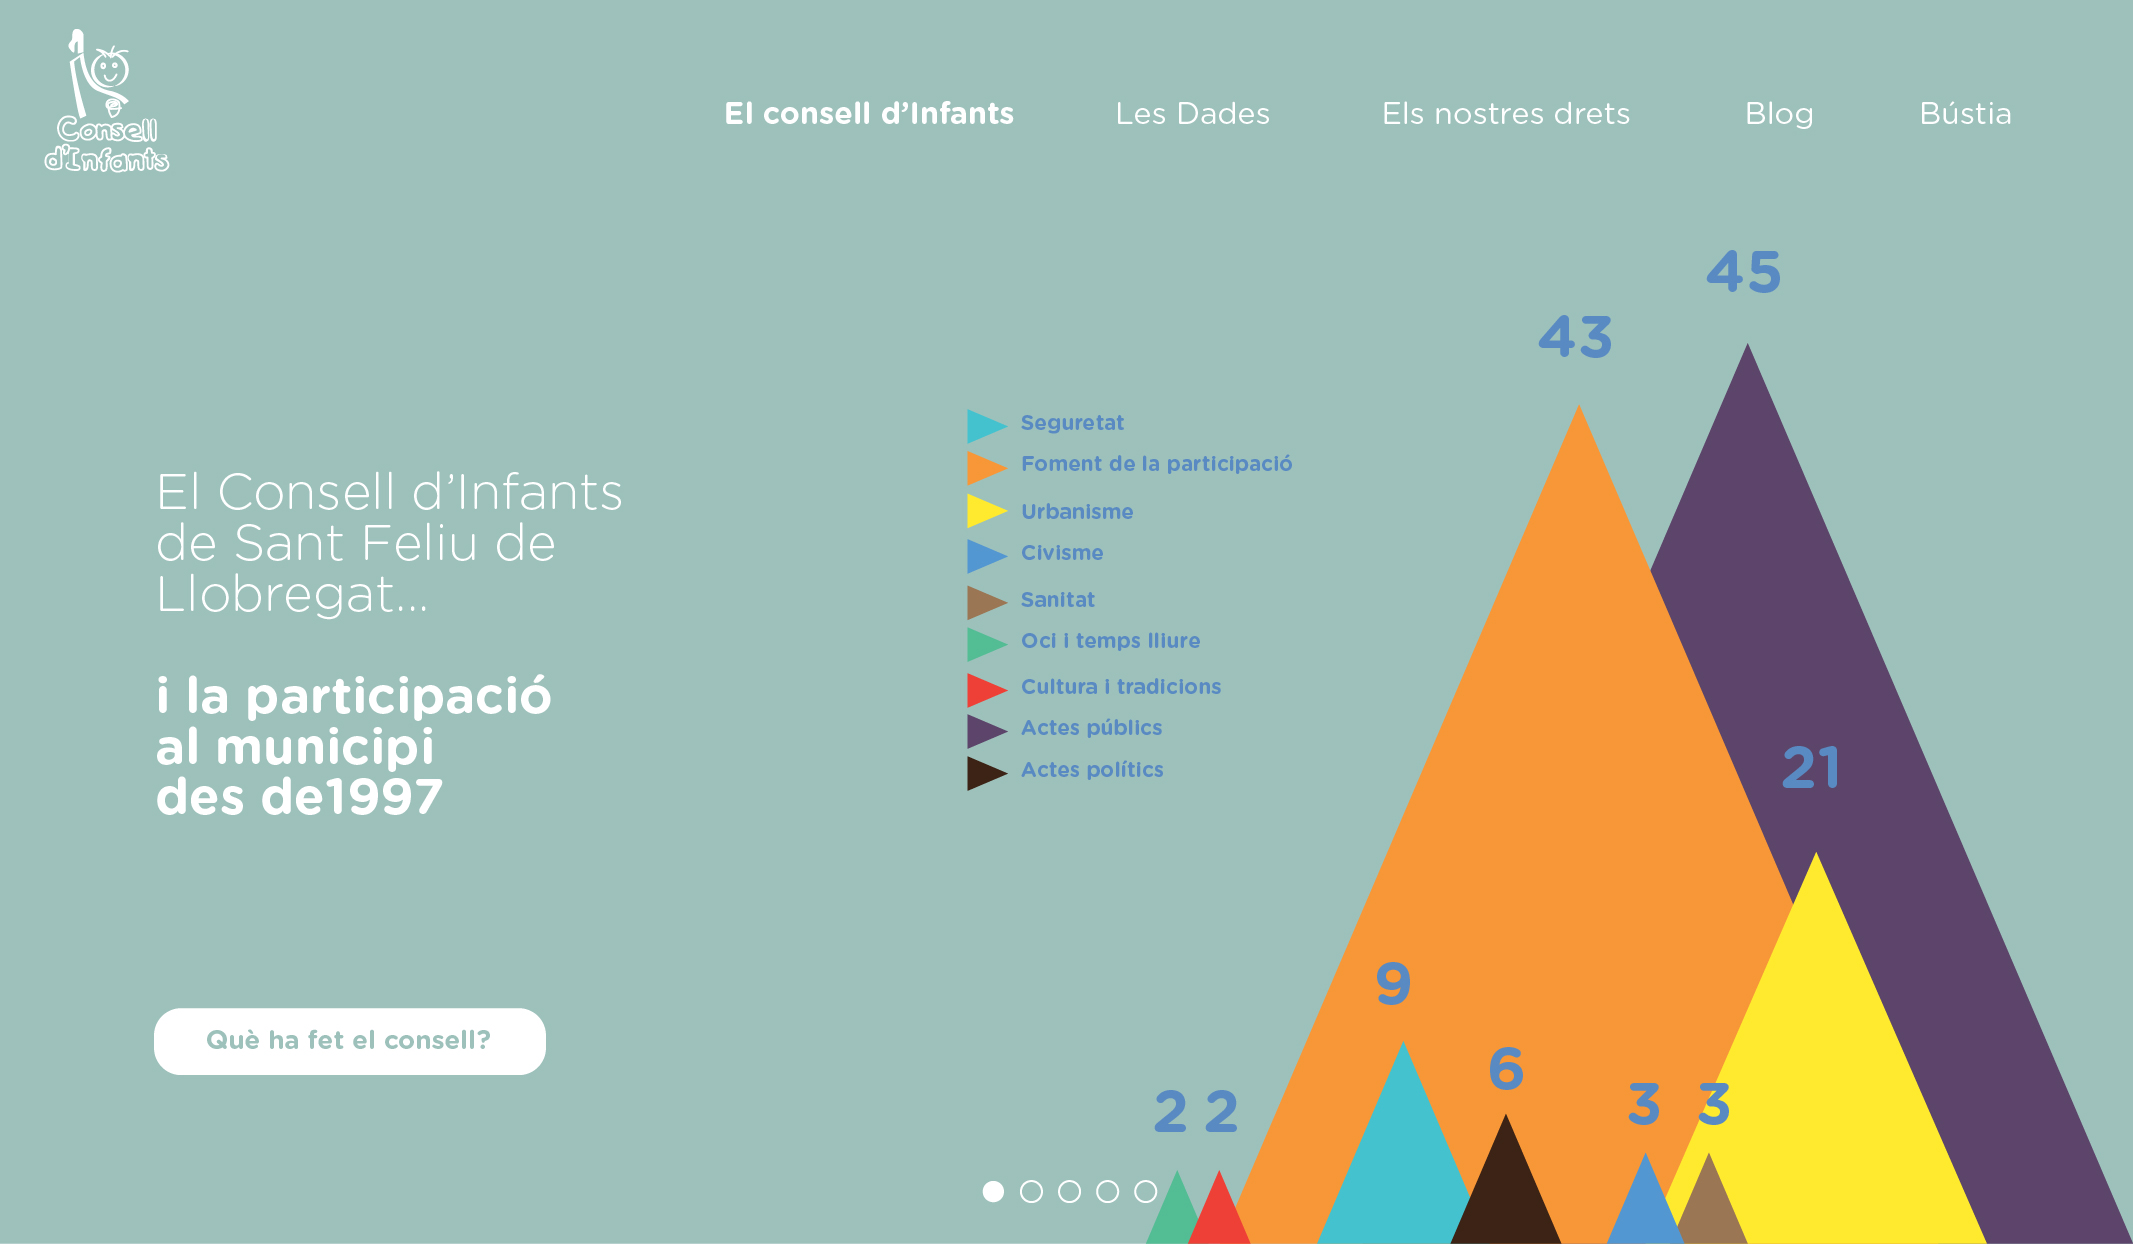 Consell
d'Infants
El consell d’Infants
Les Dades
Els nostres drets
Blog
Bústia
El Consell d’Infants
de Sant Feliu de
Llobregat...
i la participació
al municipi
des de1997
Què ha fet el consell?
Seguretat
Foment de la participació
Urbanisme
Civisme
Sanitat
Oci i temps lliure
Cultura i tradicions
Actes públics
Actes polítics
45
43
21
9
6
2
2
3
3